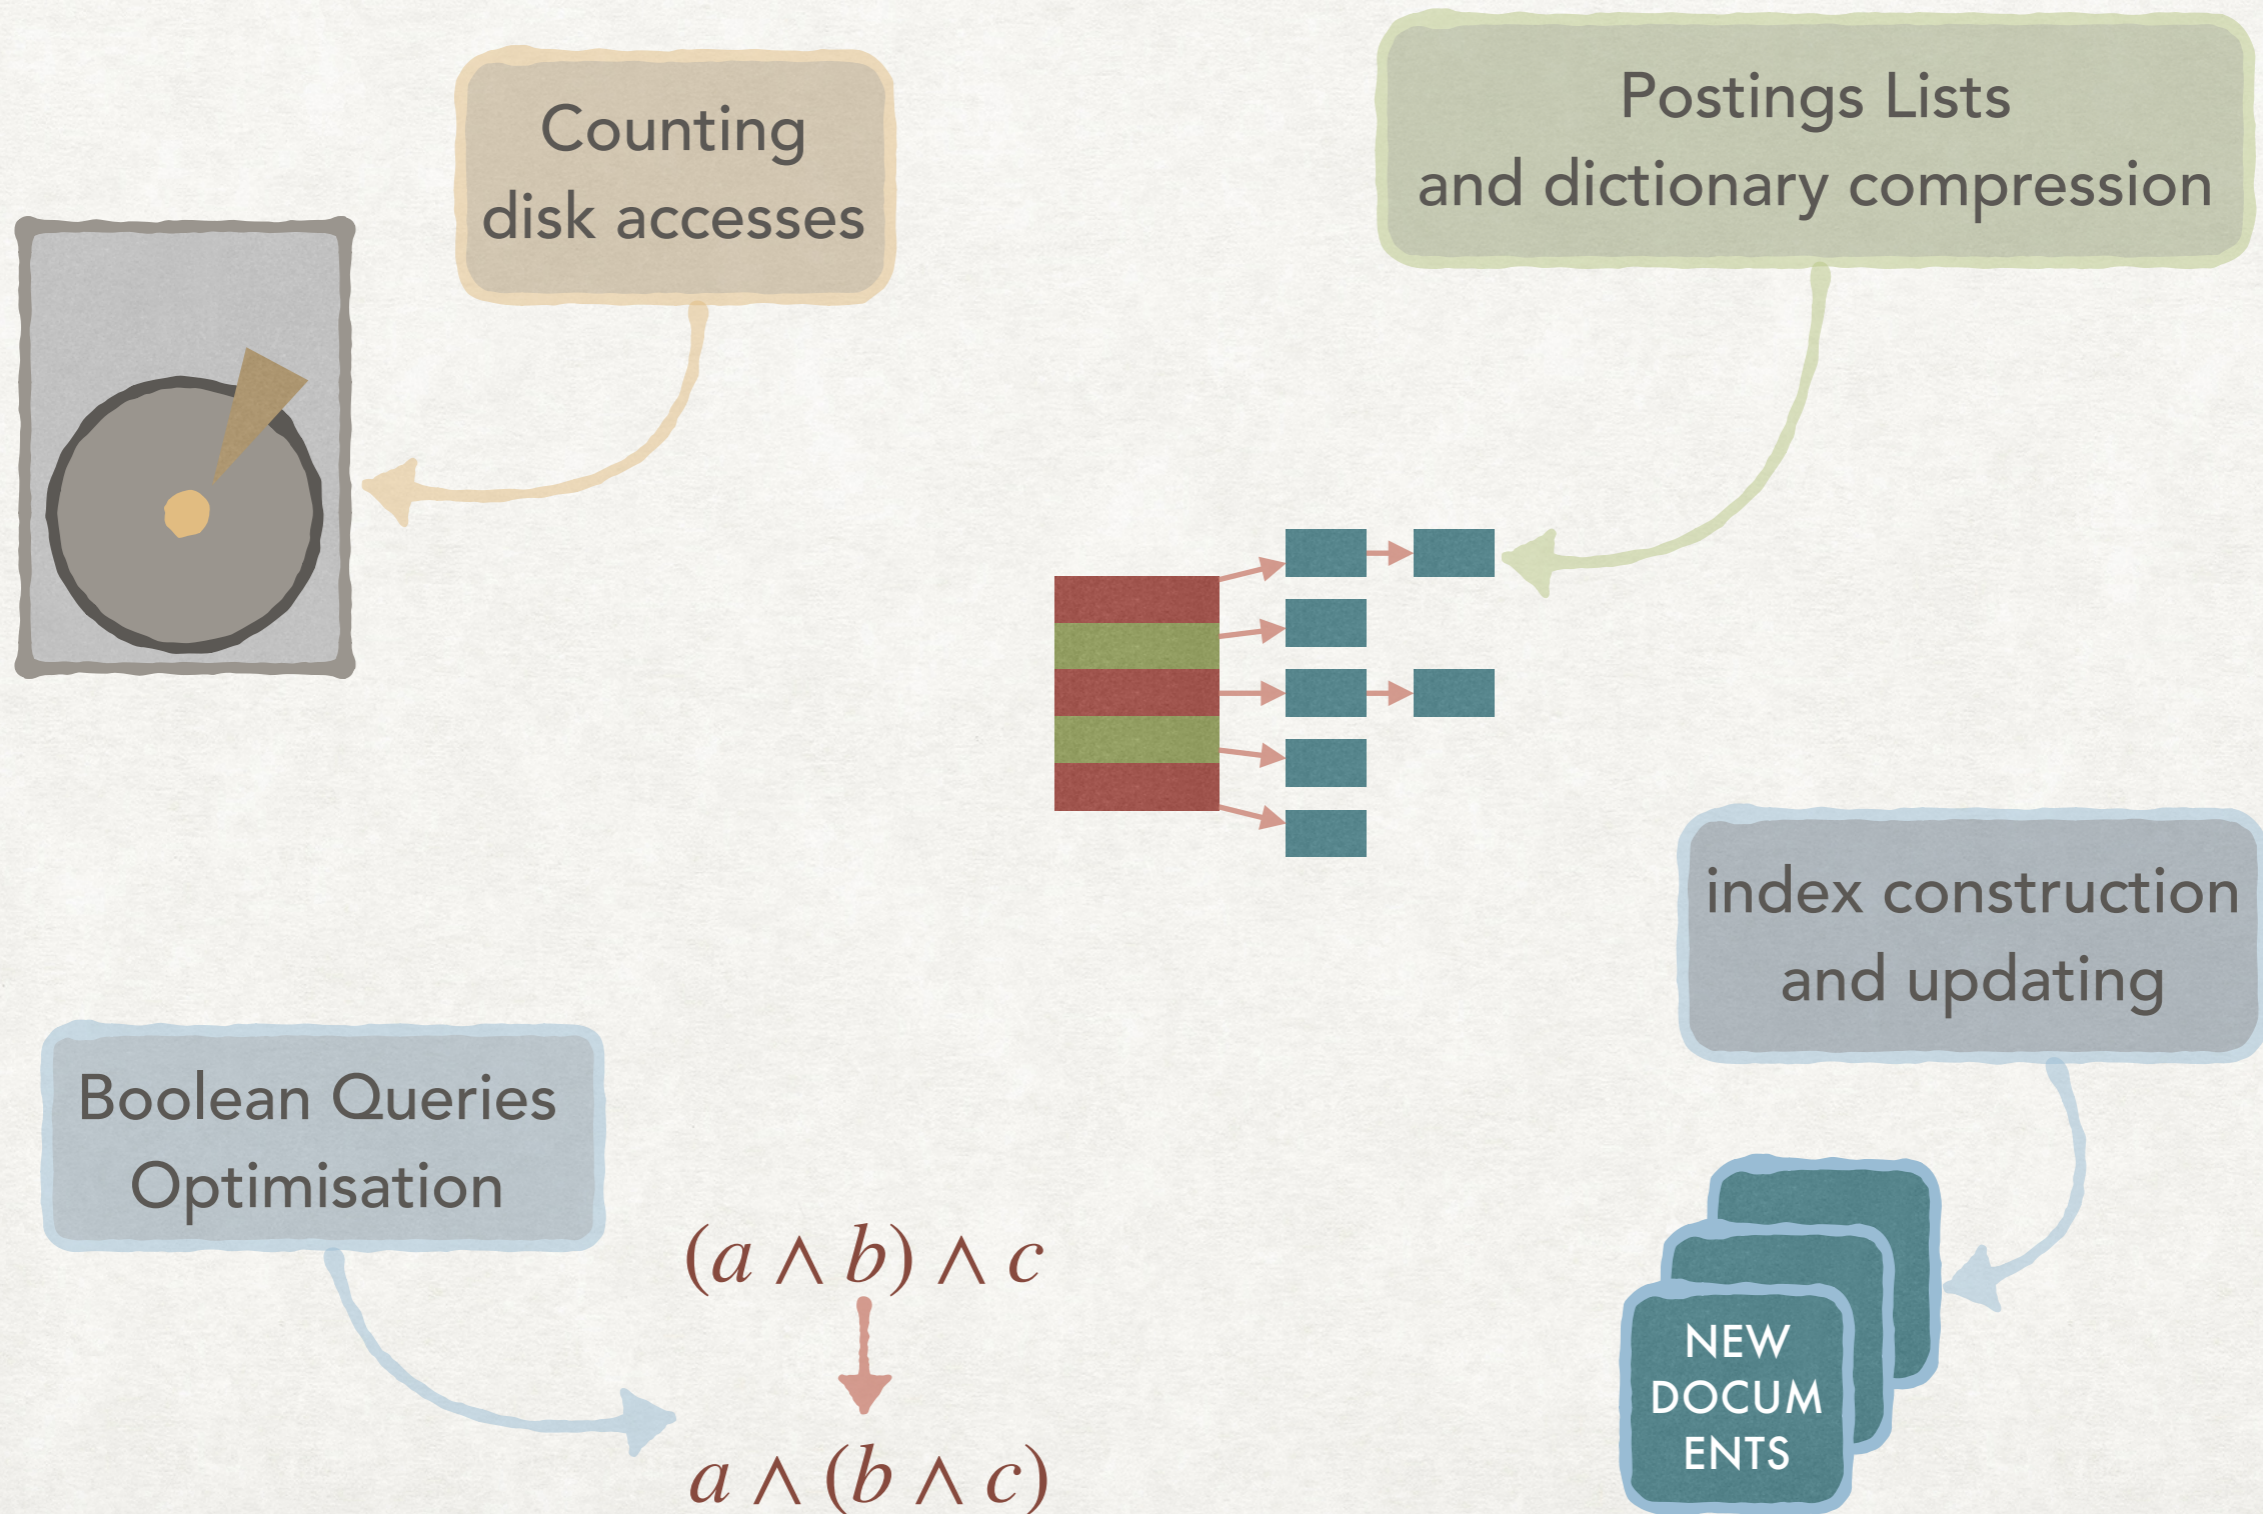 Counting
disk accesses
Postings Lists
and dictionary compression
index construction
and updating
Boolean Queries
Optimisation
(a ∧ b) ∧ c
a ∧ (b ∧ c)
NEW
DOCUM
ENTS